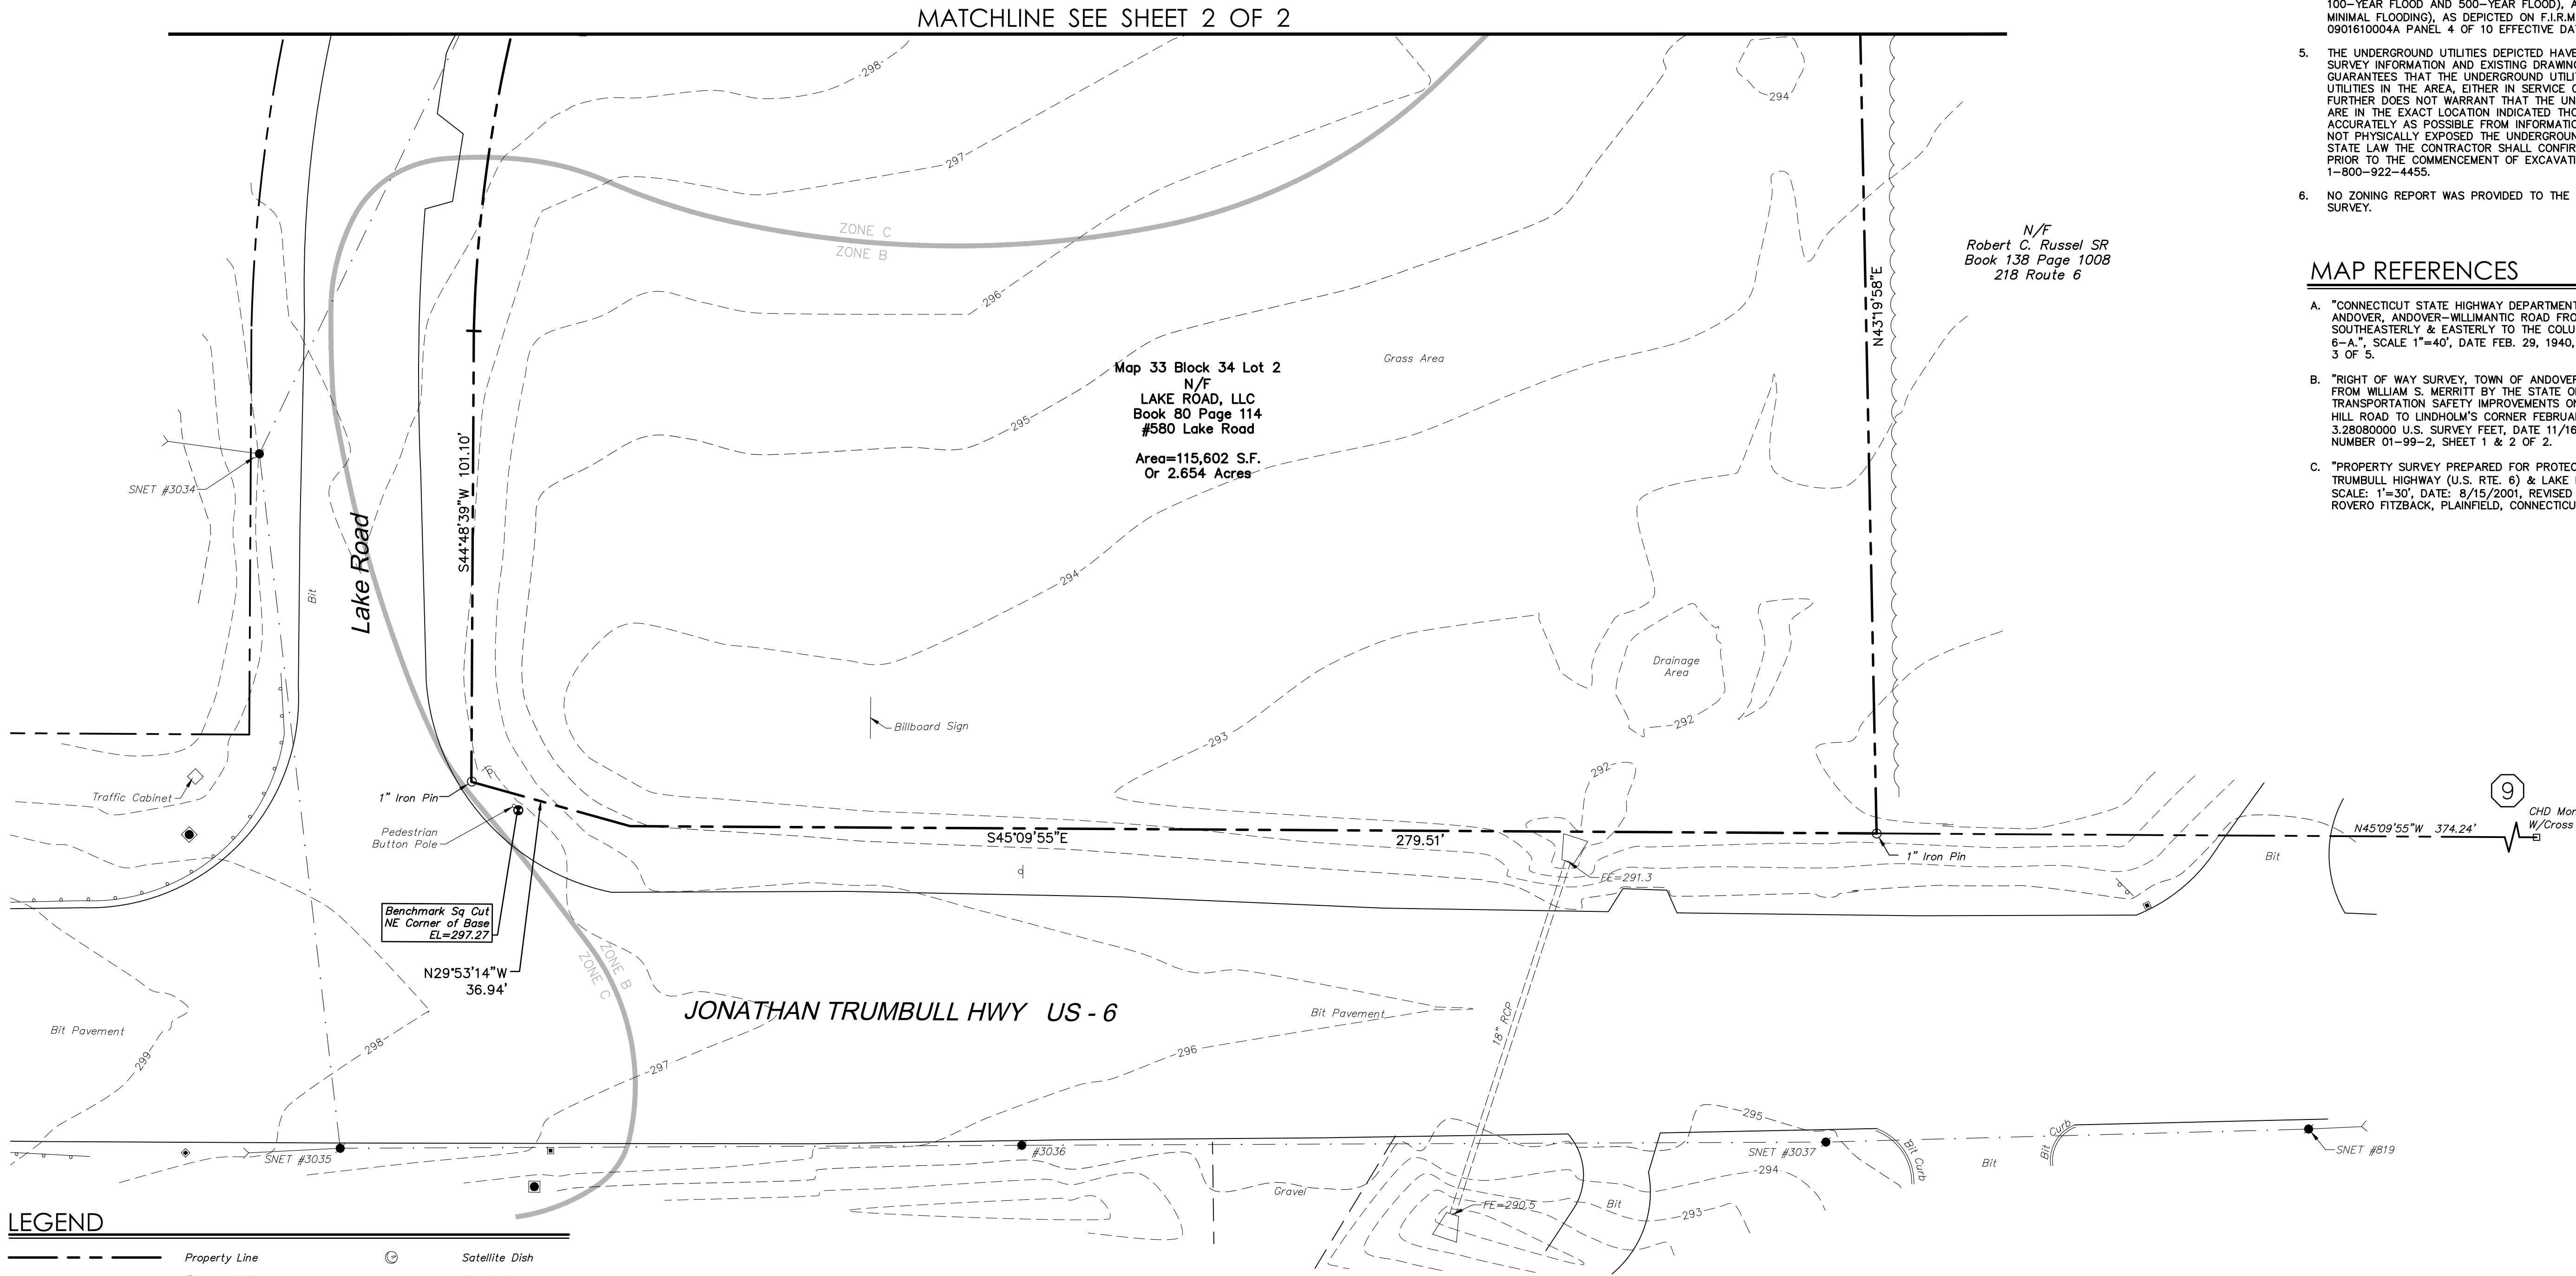 MATCHLINE SEE SHEET 2 OF 2
100-YEAR FLOOD AND 500-YEAR FLOOD), A
MINIMAL FLOODING), AS DEPICTED ON F.I.R.M
0901610004A PANEL 4 OF 10 EFFECTIVE DA
5. THE UNDERGROUND UTILITIES DEPICTED HAVE
SURVEY INFORMATION AND EXISTING DRAWIN
GUARANTEES THAT THE UNDERGROUND UTILI
UTILITIES IN THE AREA, EITHER IN SERVICE O
FURTHER DOES NOT WARRANT THAT THE UN
ARE IN THE EXACT LOCATION INDICATED THO
ACCURATELY AS POSSIBLE FROM INFORMATIO
NOT PHYSICALLY EXPOSED THE UNDERGROUN
STATE LAW THE CONTRACTOR SHALL CONFIR
PRIOR TO THE COMMENCEMENT OF EXCAVATI
1-800-922-4455.
6. NO ZONING REPORT WAS PROVIDED TO THE
SURVEY.
MAP REFERENCES
A. "CONNECTICUT STATE HIGHWAY DEPARTMENT
ANDOVER, ANDOVER-WILLIMANTIC ROAD FRO
SOUTHEASTERLY & EASTERLY TO THE COLU
6-A.", SCALE 1"=40', DATE FEB. 29, 1940,
3 OF 5.
B. "RIGHT OF WAY SURVEY, TOWN OF ANDOVER
FROM WILLIAM S. MERRITT BY THE STATE O
TRANSPORTATION SAFETY IMPROVEMENTS ON
HILL ROAD TO LINDHOLM'S CORNER FEBRUA
3.28080000 U.S. SURVEY FEET, DATE 11/16
NUMBER 01-99-2, SHEET 1 & 2 OF 2.
C. "PROPERTY SURVEY PREPARED FOR PROTEC
TRUMBULL HIGHWAY (U.S. RTE. 6) & LAKE
SCALE: 1'=30', DATE: 8/15/2001, REVISED
ROVERO FITZBACK, PLAINFIELD, CONNECTICU
298
297
296
295
294
293
292
294
ZONE C
ZONE B
N/F
Robert C. Russel SR
Book 138 Page 1008
218 Route 6
N43°19'58"E
Grass Area
Map 33 Block 34 Lot 2
N/F
LAKE ROAD, LLC
Book 80 Page 114
#580 Lake Road
Area=115,602 S.F.
Or 2.654 Acres
S44°48'39"W 101.10'
Lake Road
Bit
SNET #3034
Drainage
Area
Billboard Sign
292
Traffic Cabinet
1" Iron Pin
Pedestrian
Button Pole
S45°09'55"E
279.51'
1" Iron Pin
N45°09'55"W 374.24'
9
CHD Mon
W/Cross
Bit
FE=291.3
Benchmark Sq Cut
NE Corner of Base
EL=297.27
N29°53'14"W
36.94'
ZONE B
ZONE C
JONATHAN TRUMBULL HWY US - 6
Bit Pavement
Bit Pavement
18" RCP
299
298
297
296
295
294
293
SNET #3035
#3036
SNET #3037
SNET #819
Bit Curb
Bit Curb
Bit
Gravel
Bit
FE=290.5
LEGEND
Property Line
Satellite Dish